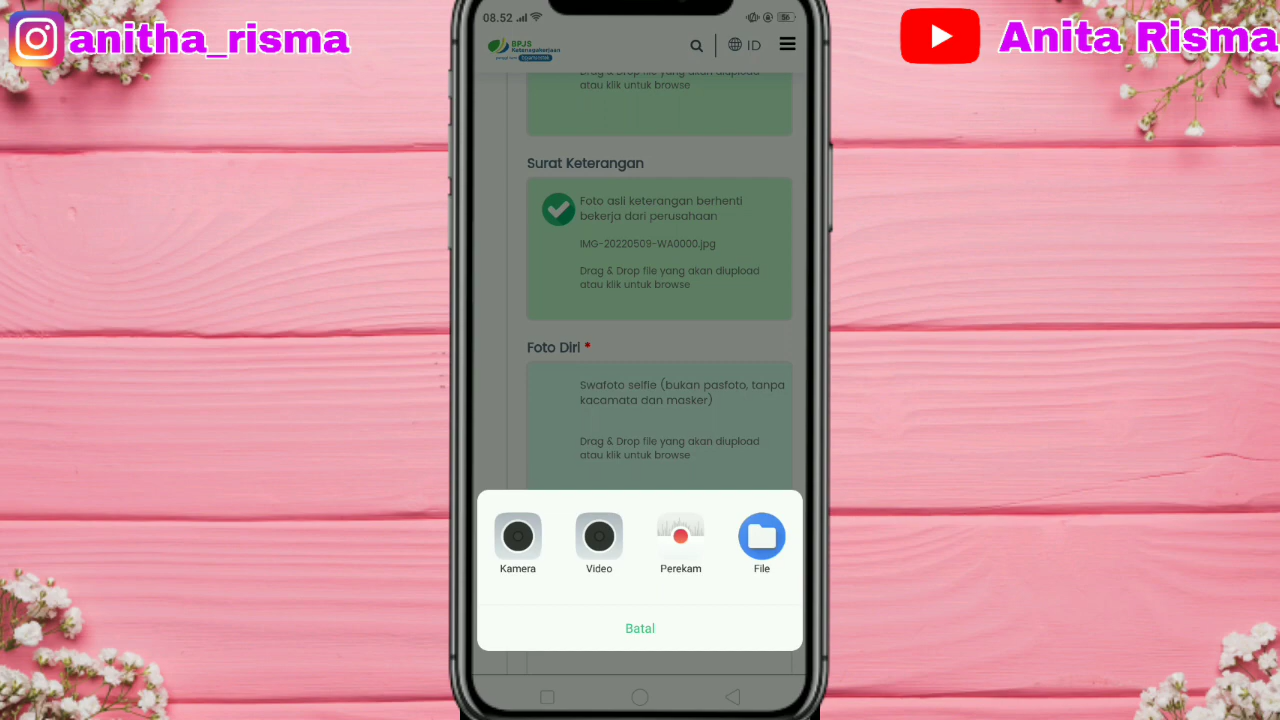 anitha_risma
Anita Risma
08.52
56
BPJS
Ketenagakerjaan
ID
Drag & Drop file yang akan diupload
atau klik untuk browse
Surat Keterangan
Foto asli keterangan berhenti
bekerja dari perusahaan
IMG-20220509-WA0000.jpg
Drag & Drop file yang akan diupload
atau klik untuk browse
Foto Diri *
Swafoto selfie (bukan pasfoto, tanpa
kacamata dan masker)
Drag & Drop file yang akan diupload
atau klik untuk browse
Kamera
Video
Perekam
File
Batal